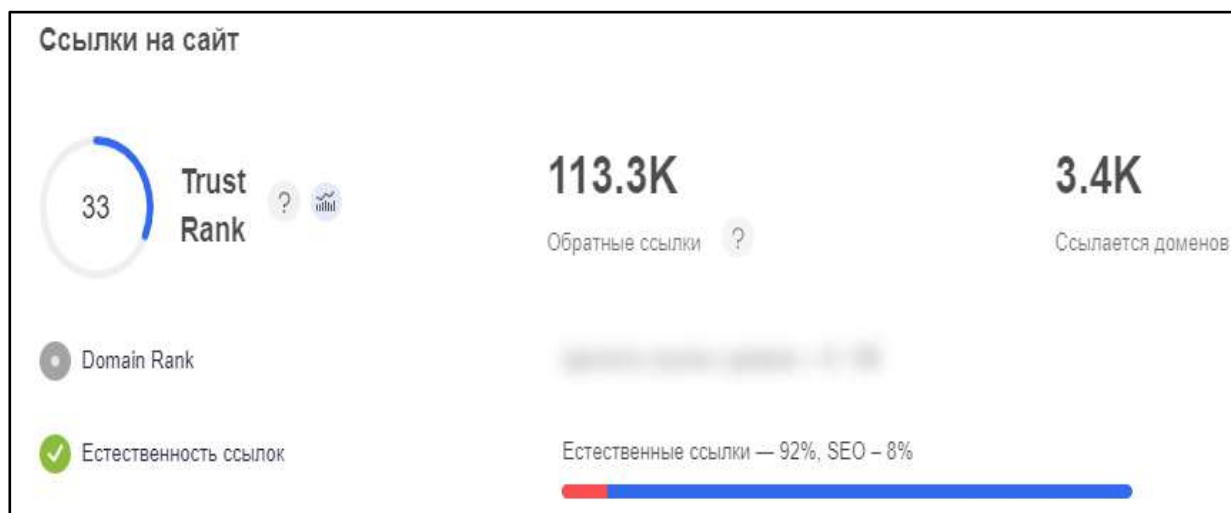 Ссылки на сайт
33
Trust
Rank
?
113.3K
Обратные ссылки ?
3.4K
Ссылается доменов
Domain Rank
Естественность ссылок
Естественные ссылки — 92%, SEO – 8%